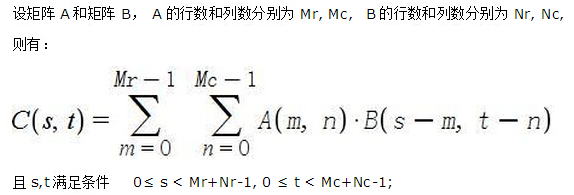 设矩阵 A和矩阵 B， A 的行数和列数分别为 Mr, Mc, B的行数和列数分别为 Nr, Nc,
则有：
Mr − 1 Mc − 1
C(s, t) = ∑ ∑ A(m, n) · B(s − m, t − n)
m = 0 n = 0
且 s,t满足条件 0≤ s < Mr+Nr-1, 0 ≤ t < Mc+Nc-1;